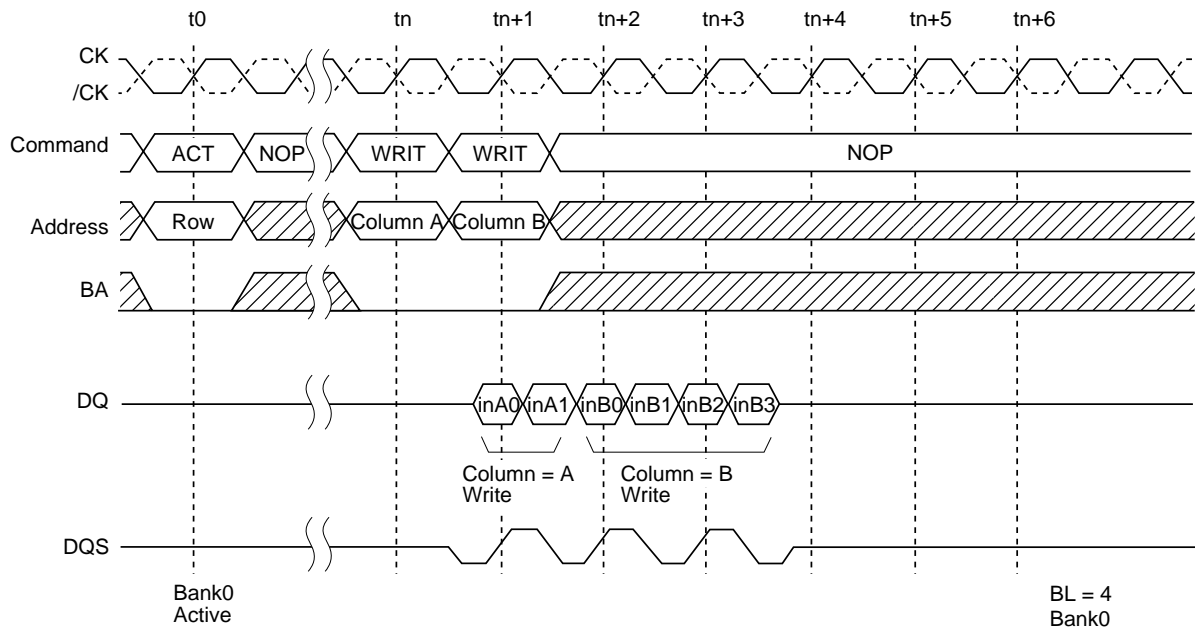 t0 tn tn+1 tn+2 tn+3 tn+4 tn+5 tn+6
CK
/CK
Command ACT NOP WRIT WRIT NOP
Address Row Column A Column B
BA
DQ inA0 inA1 inB0 inB1 inB2 inB3
Column = A Column = B
Write Write
DQS
Bank0 BL = 4
Active Bank0